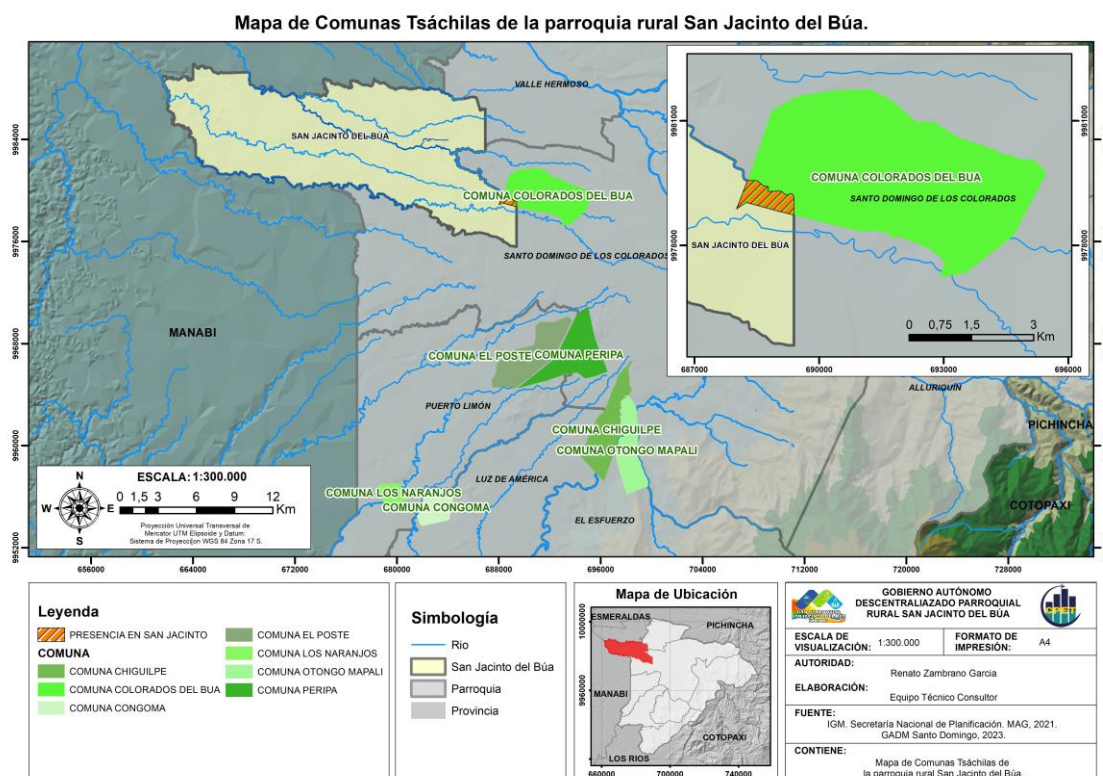 Mapa de Comunas Tsáchilas de la parroquia rural San Jacinto del Búa.
VALLE HERMOSO
SAN JACINTO DEL BÚA
COMUNA COLORADOS DEL BUA
SANTO DOMINGO DE LOS COLORADOS
MANABI
COMUNA EL POSTE
COMUNA PERIPA
PUERTO LIMÓN
COMUNA CHIGUILPE
COMUNA OTONGO MAPALI
LUZ DE AMÉRICA
COMUNA LOS NARANJOS
COMUNA CONGOMA
EL ESFUERZO
ALLURIQUÍN
PICHINCHA
COTOPAXI
9984000
9976000
9968000
9960000
9952000
9984000
9976000
9968000
9960000
9952000
656000
664000
672000
680000
688000
696000
704000
712000
720000
728000
COMUNA COLORADOS DEL BUA
SANTO DOMINGO DE LOS COLORADOS
SAN JACINTO DEL BÚA
9981000
9978000
9981000
9978000
0 0,75 1,5 3
Km
687000
690000
693000
696000
N
W
E
S
ESCALA: 1:300.000
0 1,5 3 6 9 12
Km
Proyección Universal Transversal de
Mercator UTM Elipsoide y Datum:
Sistema de Proyección WGS 84 Zona 17 S.
Leyenda
PRESENCIA EN SAN JACINTO
COMUNA
COMUNA CHIGUILPE
COMUNA COLORADOS DEL BUA
COMUNA CONGOMA
COMUNA EL POSTE
COMUNA LOS NARANJOS
COMUNA OTONGO MAPALI
COMUNA PERIPA
Simbología
Rio
San Jacinto del Búa
Parroquia
Provincia
Mapa de Ubicación
ESMERALDAS
PICHINCHA
MANABI
COTOPAXI
LOS RIOS
10000000
9960000
660000
700000
740000
GOBIERNO AUTÓNOMO
DESCENTRALIAZADO PARROQUIAL
RURAL SAN JACINTO DEL BÚA
ESCALA DE
VISUALIZACIÓN: 1:300.000
FORMATO DE
IMPRESIÓN: A4
AUTORIDAD:
Renato Zambrano Garcia
ELABORACIÓN:
Equipo Técnico Consultor
FUENTE:
IGM. Secretaría Nacional de Planificación. MAG, 2021.
GADM Santo Domingo, 2023.
CONTIENE:
Mapa de Comunas Tsáchilas de
la parroquia rural San Jacinto del Búa